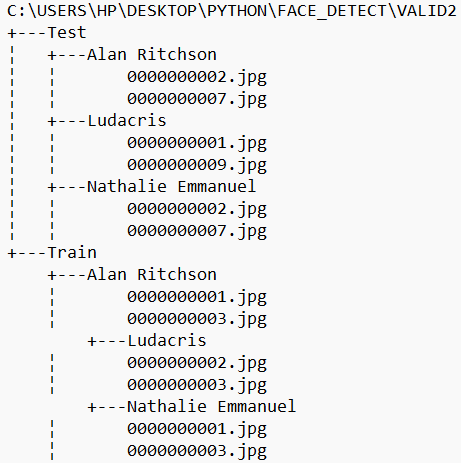 C:\USERS\HP\DESKTOP\PYTHON\FACE_DETECT\VALID2
+---Test
¦    +---Alan Ritchson
¦    ¦       0000000002.jpg
¦    ¦       0000000007.jpg
¦    +---Ludacris
¦    ¦       0000000001.jpg
¦    ¦       0000000009.jpg
¦    +---Nathalie Emmanuel
¦    ¦       0000000002.jpg
¦    ¦       0000000007.jpg
+---Train
     +---Alan Ritchson
     ¦       0000000001.jpg
     ¦       0000000003.jpg
         +---Ludacris
     ¦       0000000002.jpg
     ¦       0000000003.jpg
         +---Nathalie Emmanuel
     ¦       0000000001.jpg
     ¦       0000000003.jpg